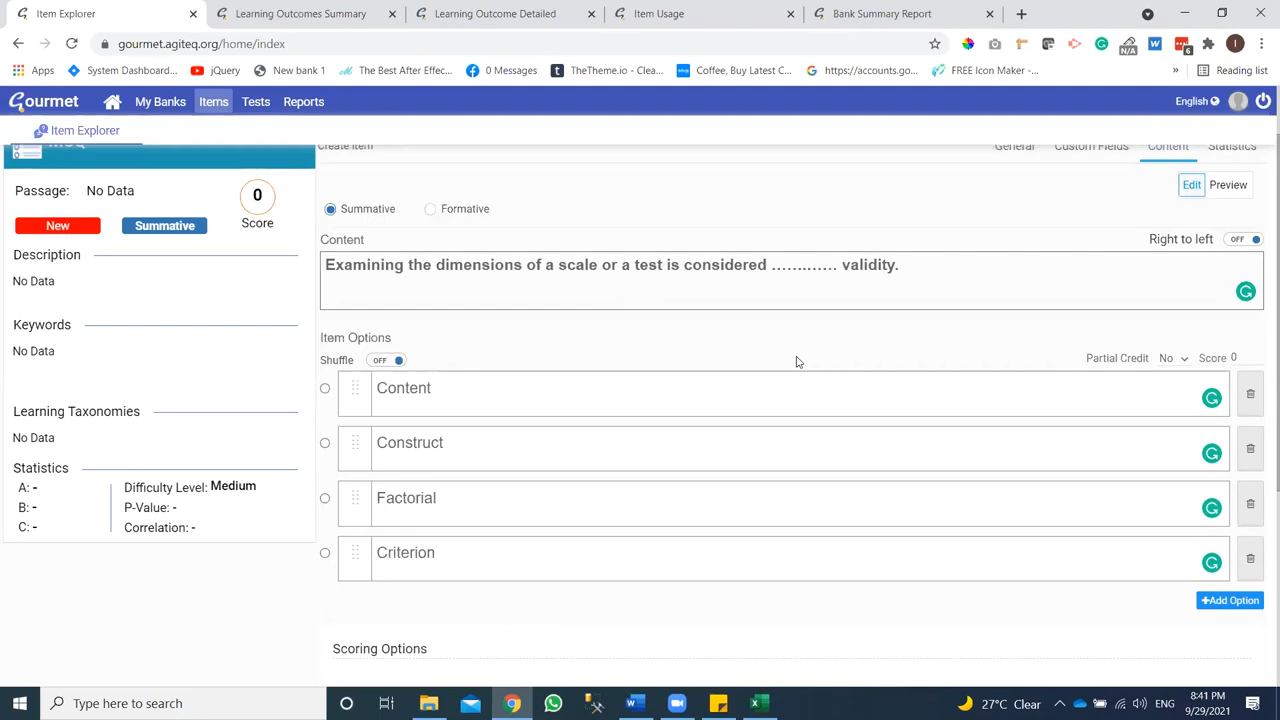 Item Explorer
Learning Outcomes Summary
Learning Outcome Detailed
Item Usage
Bank Summary Report
gourmet.agiteq.org/home/index
N/A
6
I
Apps
System Dashboard...
jQuery
New bank 1
The Best After Effec...
0 Messages
TheTheme.io - Clea...
Coffee, Buy Latest C...
https://accounts.go...
FREE Icon Maker -...
»
Reading list
Gourmet
My Banks
Items
Tests
Reports
English
Item Explorer
Create Item
General
Custom Fields
Content
Statistics
Passage: No Data
0
Score
New
Summative
Description
No Data
Keywords
No Data
Learning Taxonomies
No Data
Statistics
A: -
B: -
C: -
Difficulty Level: Medium
P-Value: -
Correlation: -
Edit
Preview
Summative
Formative
Content
Right to left
OFF
Examining the dimensions of a scale or a test is considered ............. validity.
Item Options
Shuffle
OFF
Partial Credit
No
Score 0
Content
Construct
Factorial
Criterion
+Add Option
Scoring Options
Type here to search
27°C Clear
ENG
8:41 PM
9/29/2021